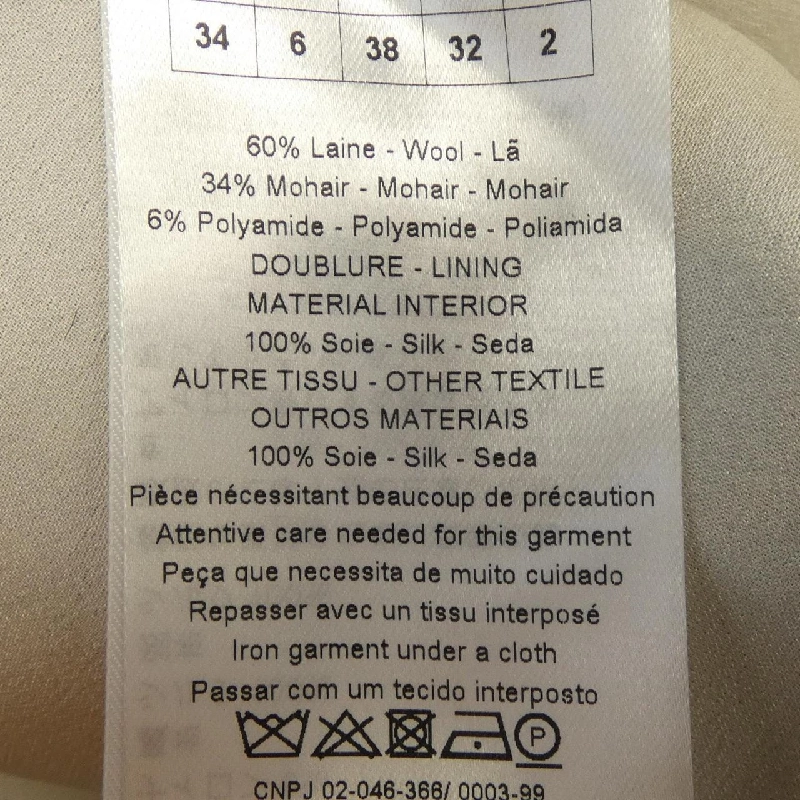 34 6 38 32 2
60% Laine - Wool - Lã
34% Mohair - Mohair - Mohair
6% Polyamide - Polyamide - Poliamida
DOUBLURE - LINING
MATERIAL INTERIOR
100% Soie - Silk - Seda
AUTRE TISSU - OTHER TEXTILE
OUTROS MATERIAIS
100% Soie - Silk - Seda
Pièce nécessitant beaucoup de précaution
Attentive care needed for this garment
Peça que necessita de muito cuidado
Repasser avec un tissu interposé
Iron garment under a cloth
Passar com um tecido interposto
P
CNPJ 02-046-366/ 0003-99